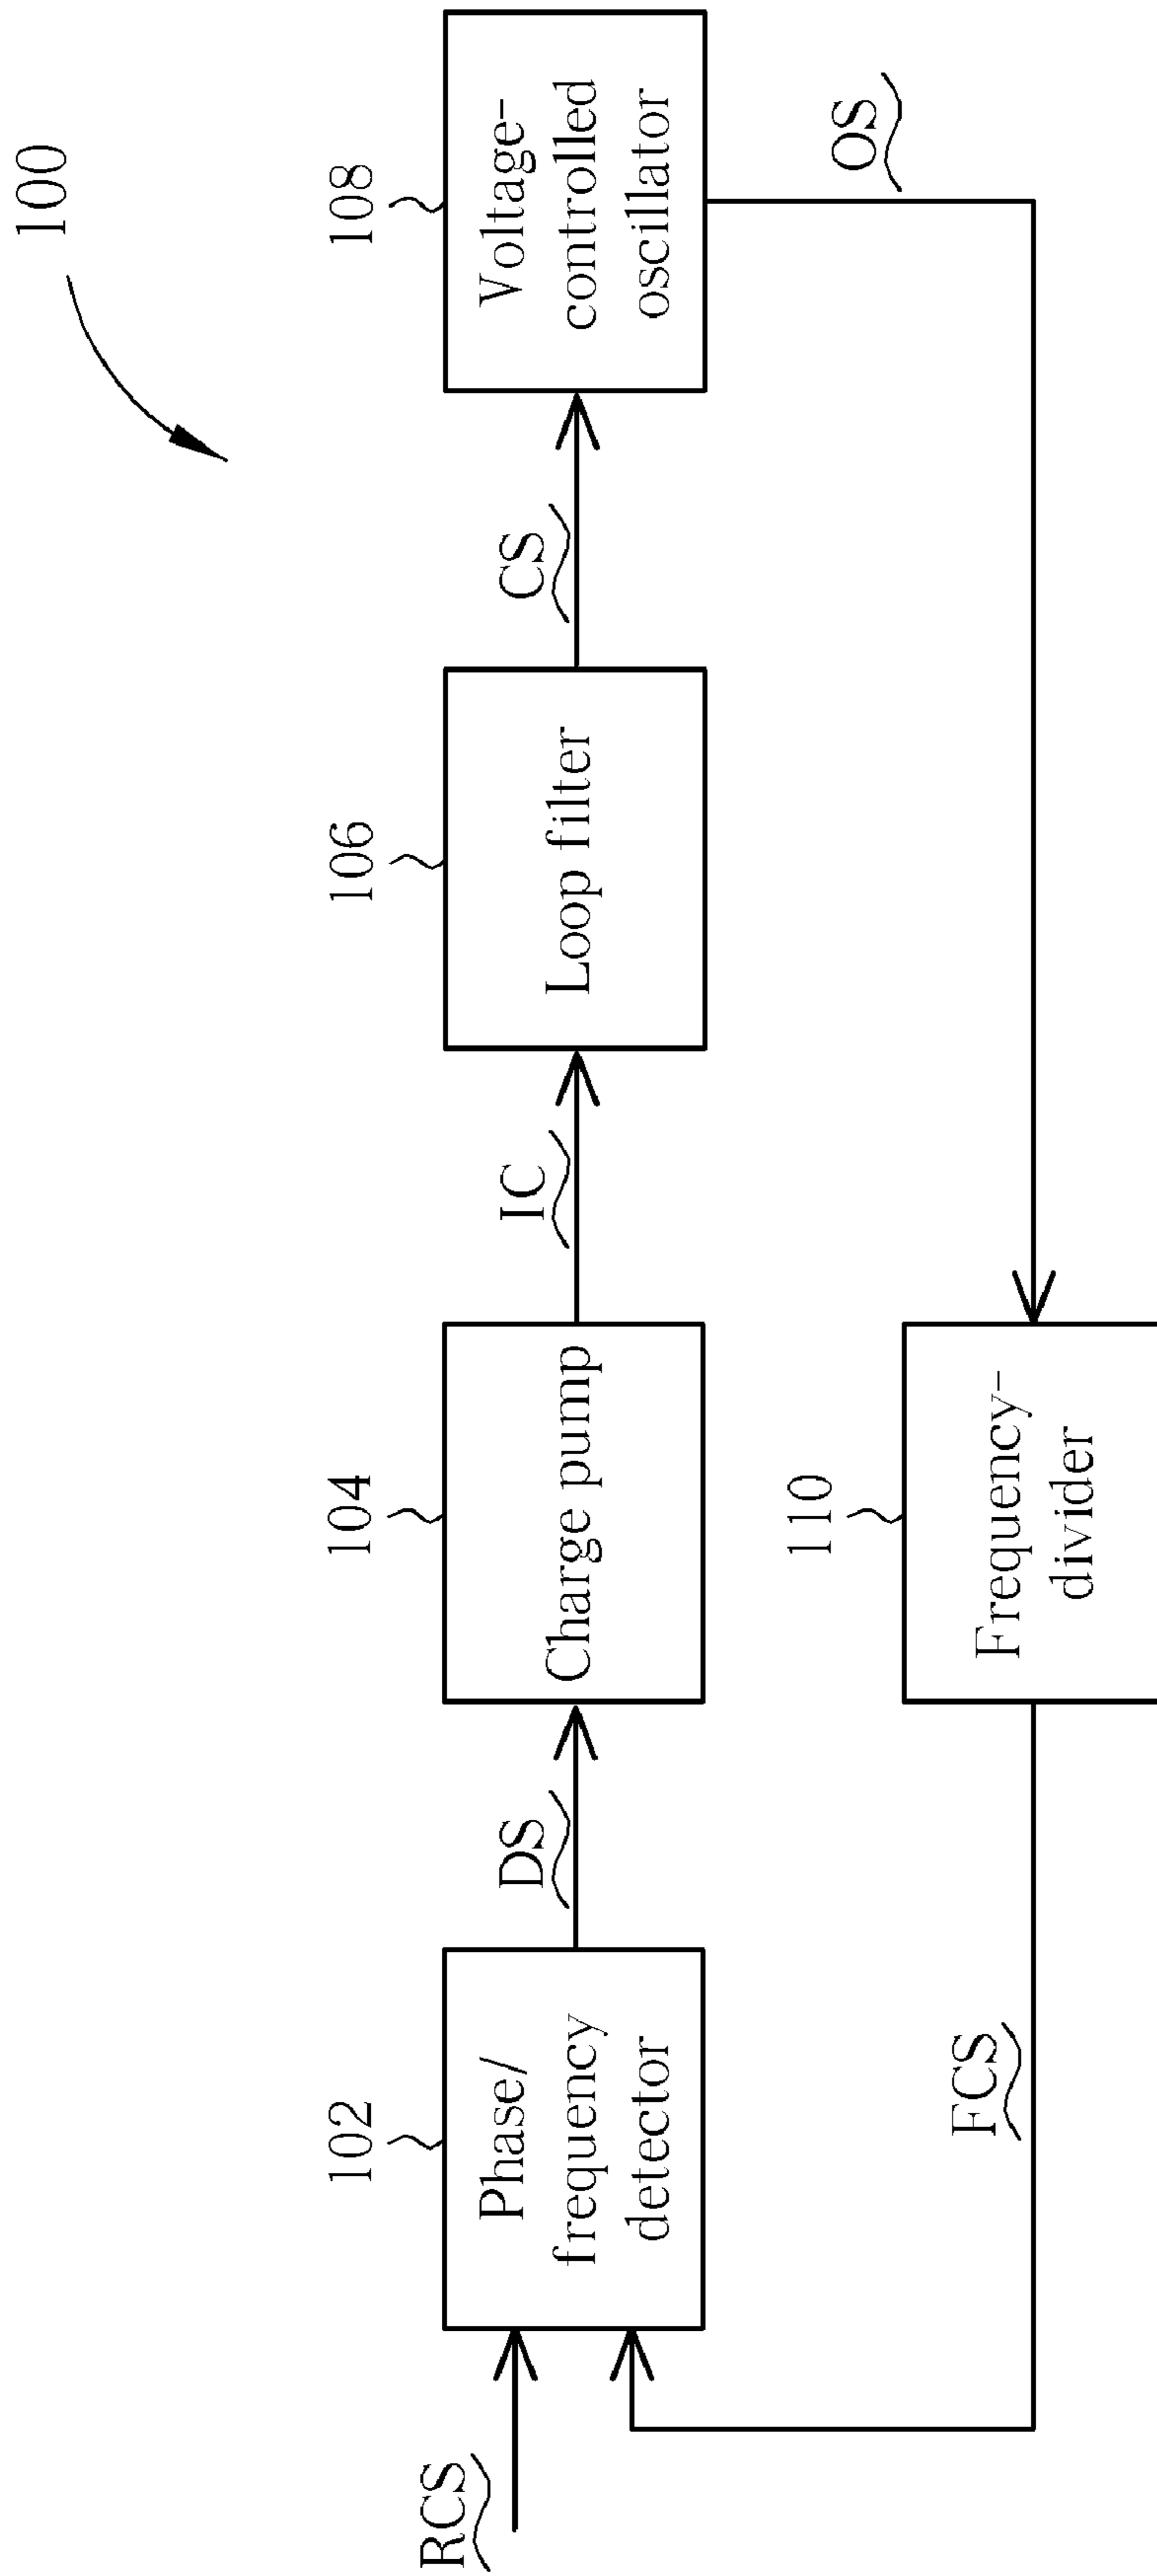 100
102
104
106
108
RCS
Phase/
frequency
detector
DS
Charge pump
IC
Loop filter
CS
Voltage-
controlled
oscillator
OS
110
FCS
Frequency-
divider